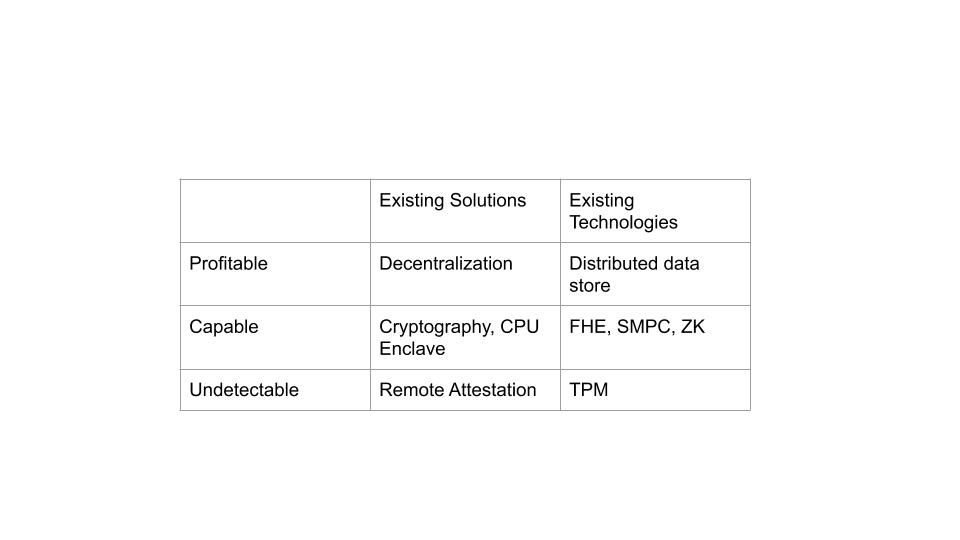 Existing Solutions
Existing
Technologies
Profitable
Decentralization
Distributed data
store
Capable
Cryptography, CPU
Enclave
FHE, SMPC, ZK
Undetectable
Remote Attestation
TPM